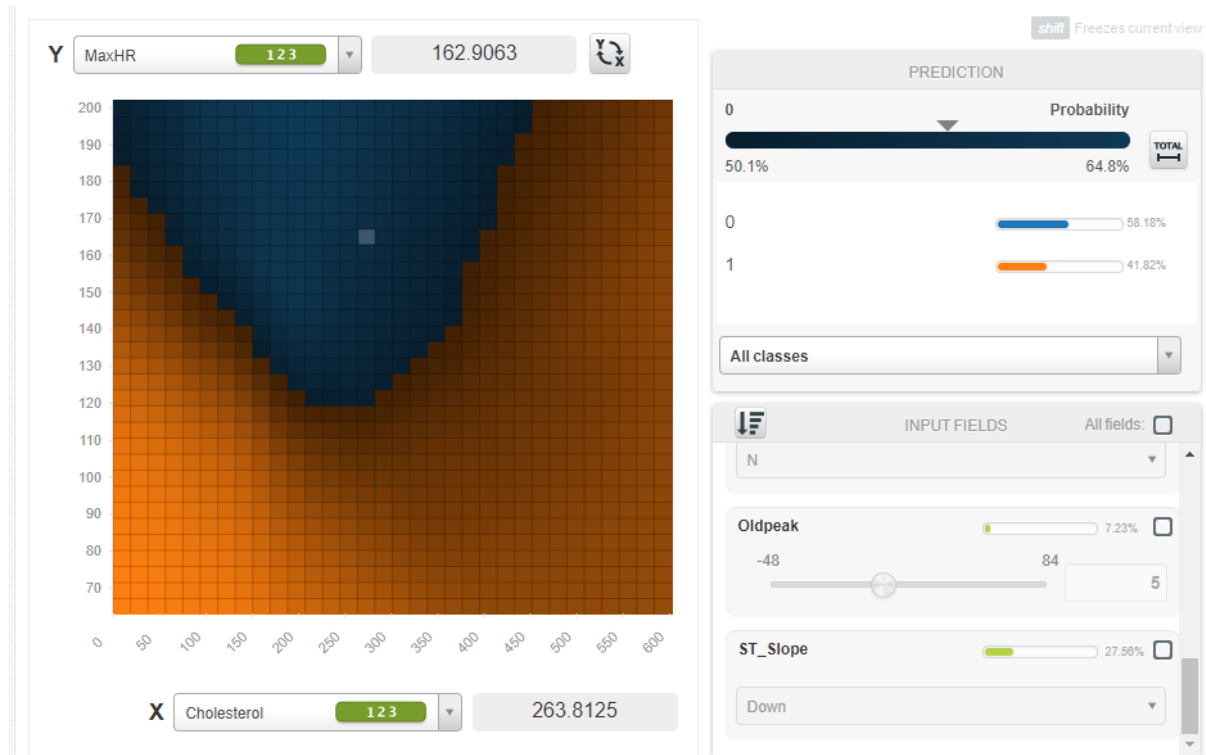 shift Freezes current view
Y MaxHR 123 162.9063 Y X
PREDICTION
0 Probability
50.1% 64.8%
TOTAL
0 58.18%
1 41.82%
All classes
INPUT FIELDS All fields:
N
Oldpeak 7.23%
-48 84
5
ST_Slope 27.56%
Down
200
190
180
170
160
150
140
130
120
110
100
90
80
70
0 50 100 150 200 250 300 350 400 450 500 550 600
X Cholesterol 123 263.8125